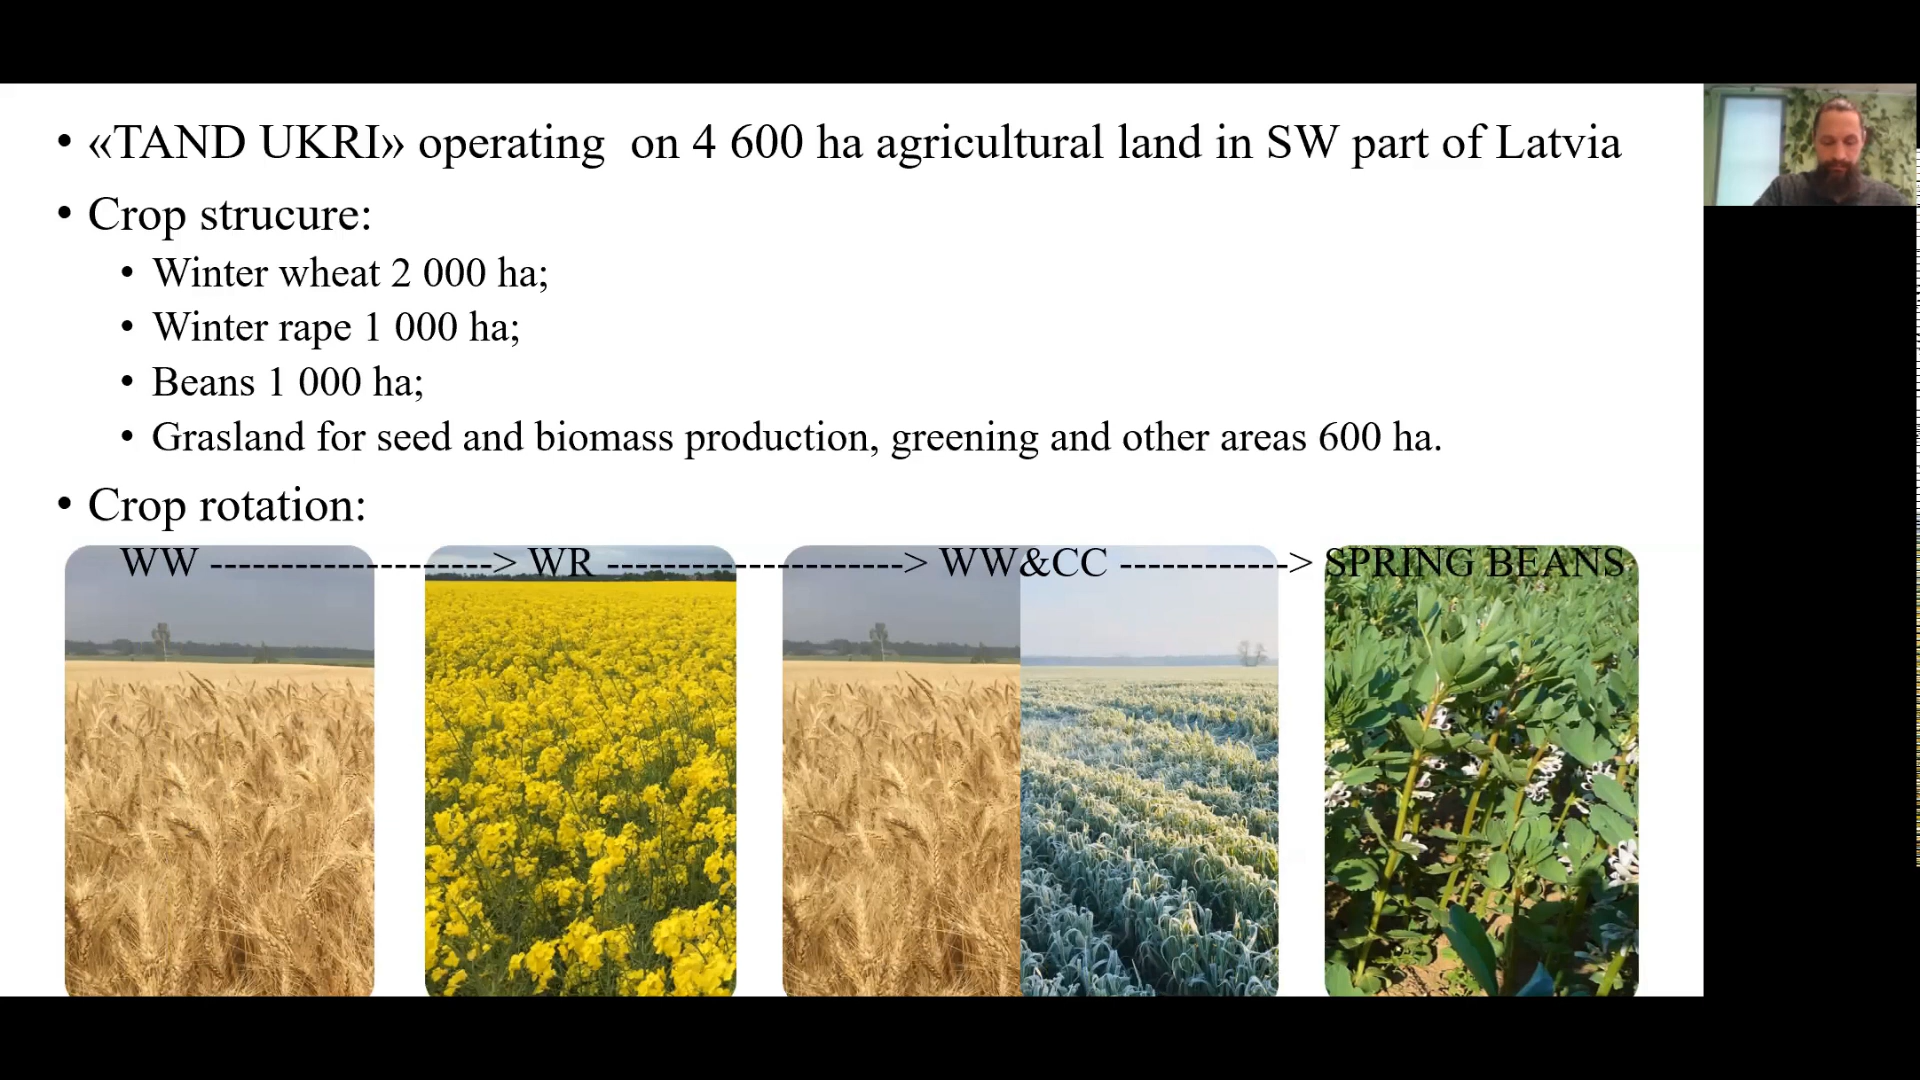 • «TAND UKRI» operating  on 4 600 ha agricultural land in SW part of Latvia
• Crop strucure:
• Winter wheat 2 000 ha;
• Winter rape 1 000 ha;
• Beans 1 000 ha;
• Grasland for seed and biomass production, greening and other areas 600 ha.
• Crop rotation:
WW --------------------> WR ---------------------> WW&CC ------------> SPRING BEANS